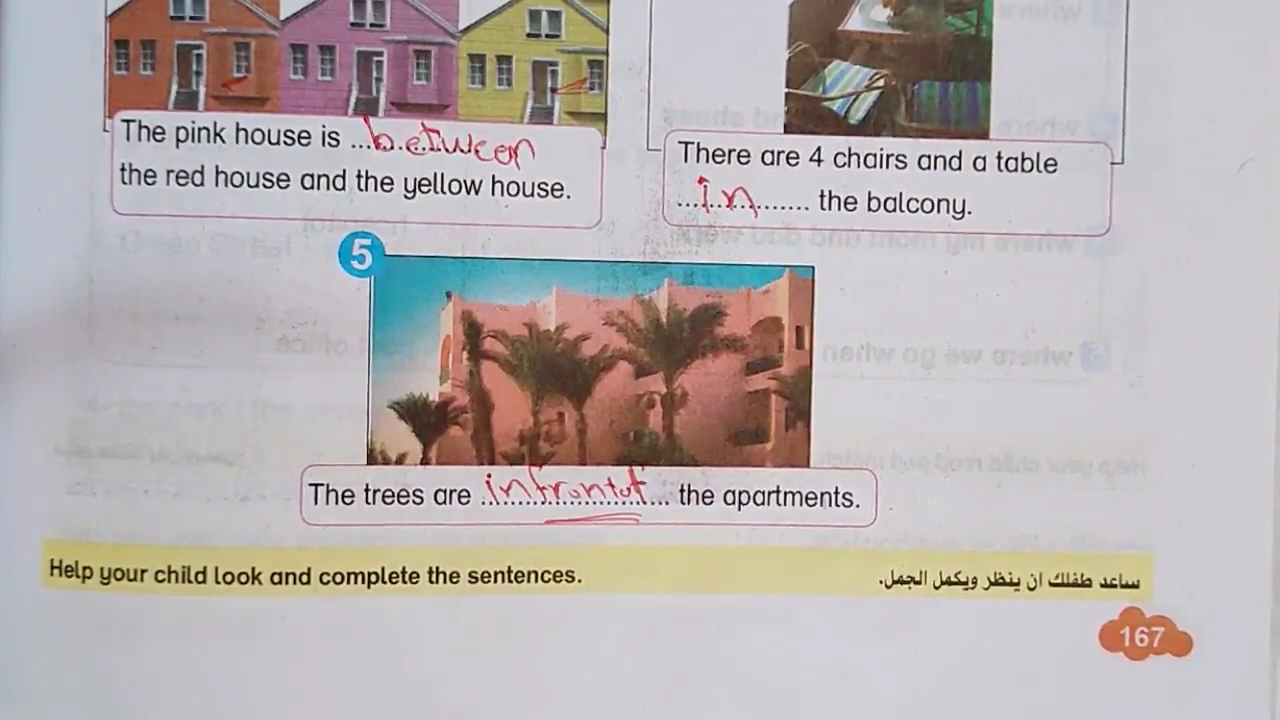 The pink house is ...between
the red house and the yellow house.
There are 4 chairs and a table
...in........ the balcony.
5
The trees are ...infrontof... the apartments.
Help your child look and complete the sentences.
ساعد طفلك ان ينظر ويكمل الجمل.
167